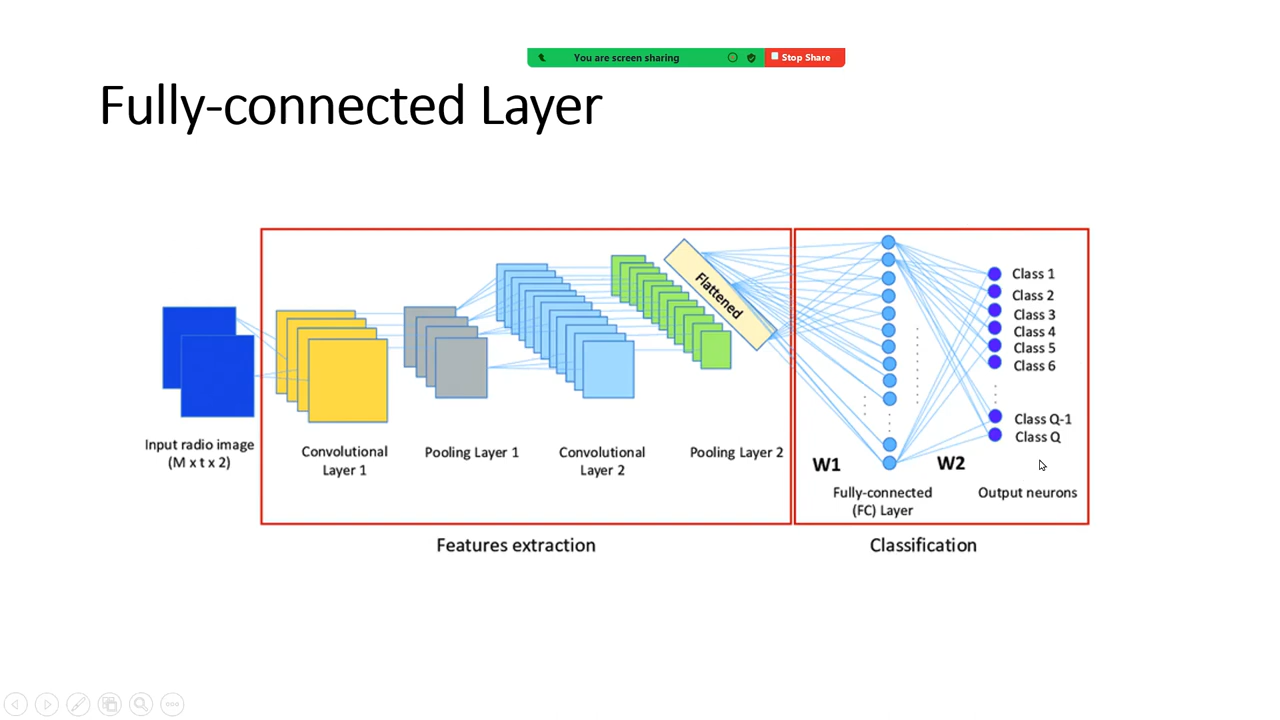 You are screen sharing
Stop Share
Fully-connected Layer
Flattened
Class 1
Class 2
Class 3
Class 4
Class 5
Class 6
Class Q-1
Class Q
Input radio image
(M x t x 2)
Convolutional
Layer 1
Pooling Layer 1
Convolutional
Layer 2
Pooling Layer 2
W1
W2
Fully-connected
(FC) Layer
Output neurons
Features extraction
Classification